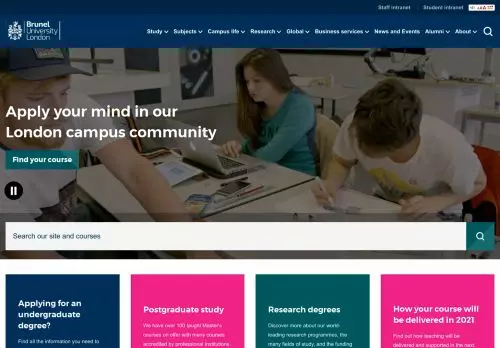 Staff intranet Student intranet
Brunel
University
London
Study Subjects Campus life Research Global Business services News and Events Alumni About
Apply your mind in our
London campus community
Find your course
Search our site and courses
Applying for an
undergraduate
degree?
Find all the information you need to
Postgraduate study
We have over 100 taught Master's
courses on offer with many courses
accredited by professional institutions
Research degrees
Discover more about our world-
leading research programmes, the
many fields of study, and the funding
How your course will
be delivered in 2021
Find out how teaching will be
delivered and supported in the next